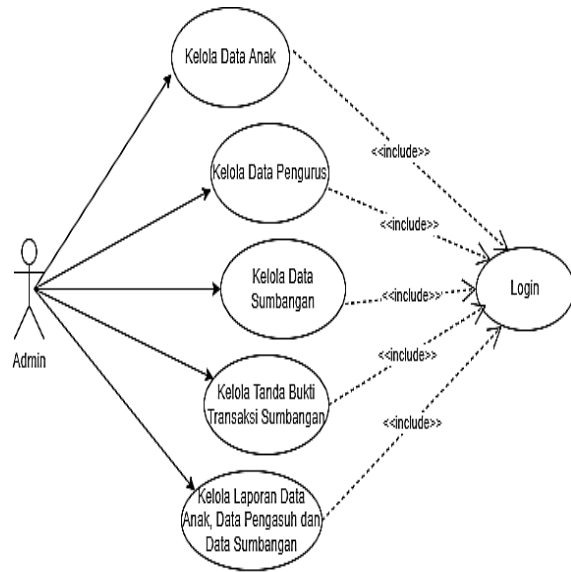 Kelola Data Anak
<<include>>
Kelola Data Pengurus
<<include>>
Kelola Data
Sumbangan
<<include>>
Login
Admin
<<include>>
Kelola Tanda Bukti
Transaksi Sumbangan
<<include>>
Kelola Laporan Data
Anak, Data Pengasuh dan
Data Sumbangan